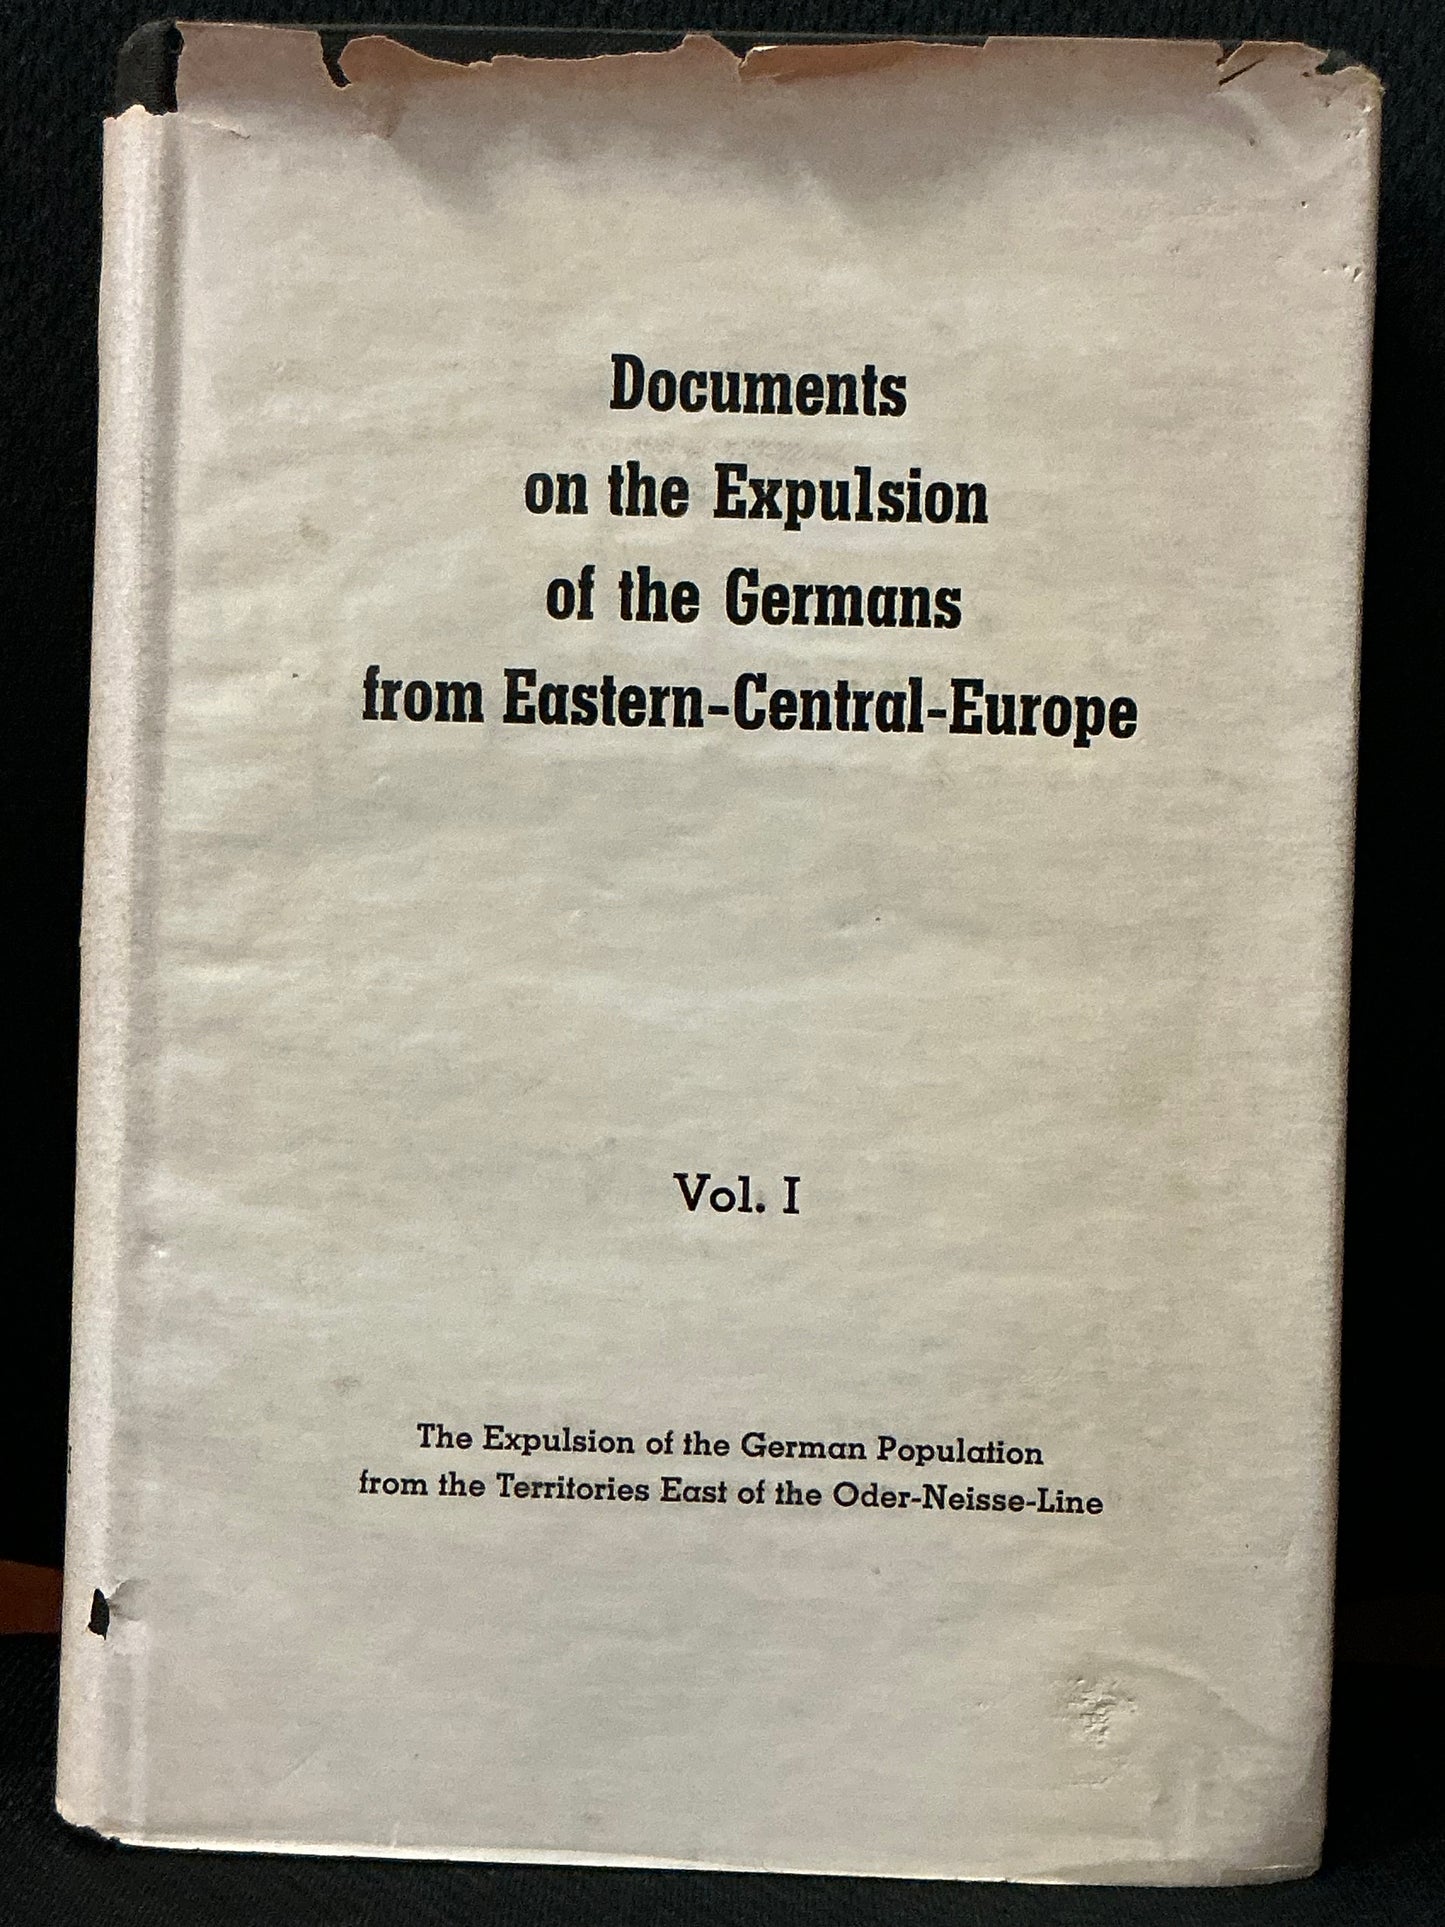 Documents
on the Expulsion
of the Germans
from Eastern-Central-Europe
Vol. I
The Expulsion of the German Population
from the Territories East of the Oder-Neisse-Line